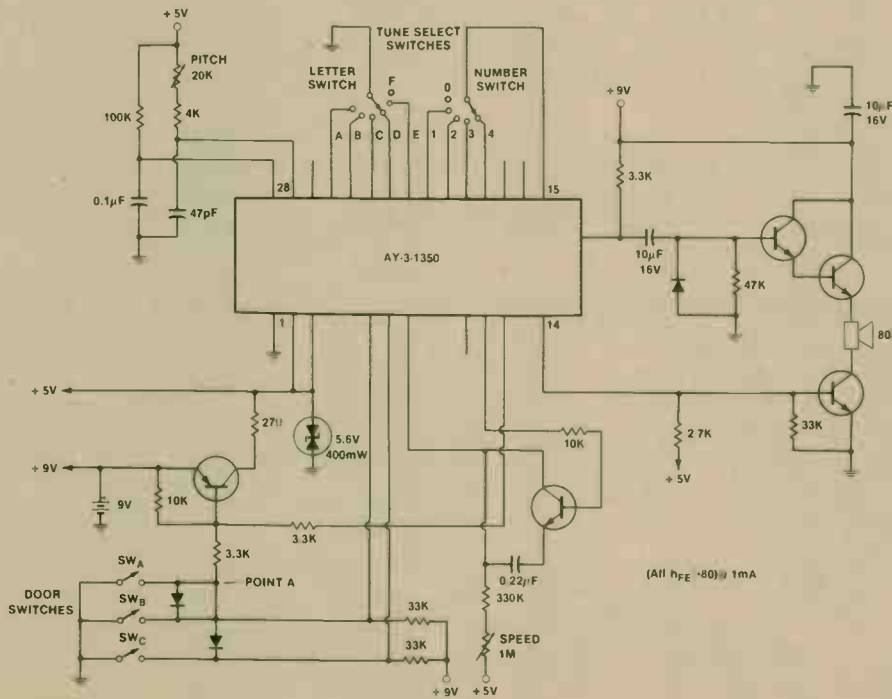 + 5V
TUNE SELECT
SWITCHES
PITCH
20K
LETTER
SWITCH
F
0
NUMBER
SWITCH
+ 9V
10μF
16V
100K
4K
A
B
C
D
E
1
2
3
4
28
15
3.3K
0.1μF
47pF
AY-3-1350
10μF
16V
47K
1
14
80
+ 5V
27Ω
5.6V
400mW
10K
2.7K
33K
+ 9V
+ 5V
9V
10K
3.3K
3.3K
0.22μF
(All hFE ·80) @ 1mA
SWA
POINT A
330K
DOOR
SWITCHES
SWB
33K
SPEED
1M
SWC
33K
+ 9V
+ 5V